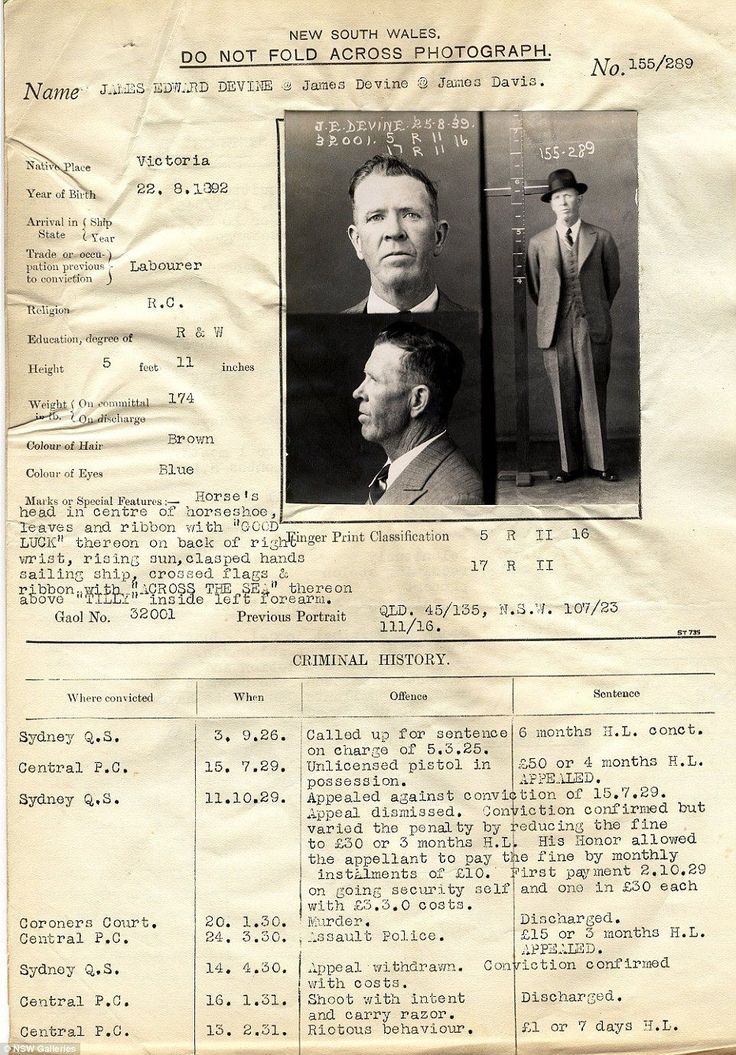 NEW SOUTH WALES.
DO NOT FOLD ACROSS PHOTOGRAPH.
No. 155/289
Name JAMES EDWARD DEVINE @ James Devine @ James Davis.
J.E.DEVINE.25-8-39.
32001. 5 R 11 16
17 R 11
155-289
Native Place Victoria
Year of Birth 22. 8.1892
Arrival in { Ship
State { Year
Trade or occu-
pation previous } Labourer
to conviction
Religion R.C.
Education, degree of R & W
Height 5 feet 11 inches
Weight { On committal 174
in lb. { On discharge
Colour of Hair Brown
Colour of Eyes Blue
Marks or Special Features:— Horse's
head in centre of horseshoe,
leaves and ribbon with "GOOD
LUCK" thereon on back of right
wrist, rising sun,clasped hands
sailing ship, crossed flags &
ribbon with "ACROSS THE SEA" thereon
above "TILLY" inside left forearm.
Finger Print Classification 5 R II 16
17 R II
Gaol No. 32001 Previous Portrait QLD. 45/135, N.S.W. 107/23
111/16.
ST 735
CRIMINAL HISTORY.
Where convicted When Offence Sentence
Sydney Q.S. 3. 9.26. Called up for sentence 6 months H.L. conct.
on charge of 5.3.25.
Central P.C. 15. 7.29. Unlicensed pistol in £50 or 4 months H.L.
possession. APPEALED.
Sydney Q.S. 11.10.29. Appealed against conviction of 15.7.29.
Appeal dismissed. Conviction confirmed but
varied the penalty by reducing the fine
to £30 or 3 months H.L. His Honor allowed
the appellant to pay the fine by monthly
instalments of £10. First payment 2.10.29
on going security self and one in £30 each
with £3.3.0 costs.
Coroners Court. 20. 1.30. Murder. Discharged.
Central P.C. 24. 3.30. Assault Police. £15 or 3 months H.L.
APPEALED.
Sydney Q.S. 14. 4.30. Appeal withdrawn. Conviction confirmed
with costs.
Central P.C. 16. 1.31. Shoot with intent Discharged.
and carry razor.
Central P.C. 13. 2.31. Riotous behaviour. £1 or 7 days H.L.
© NSW Galleries